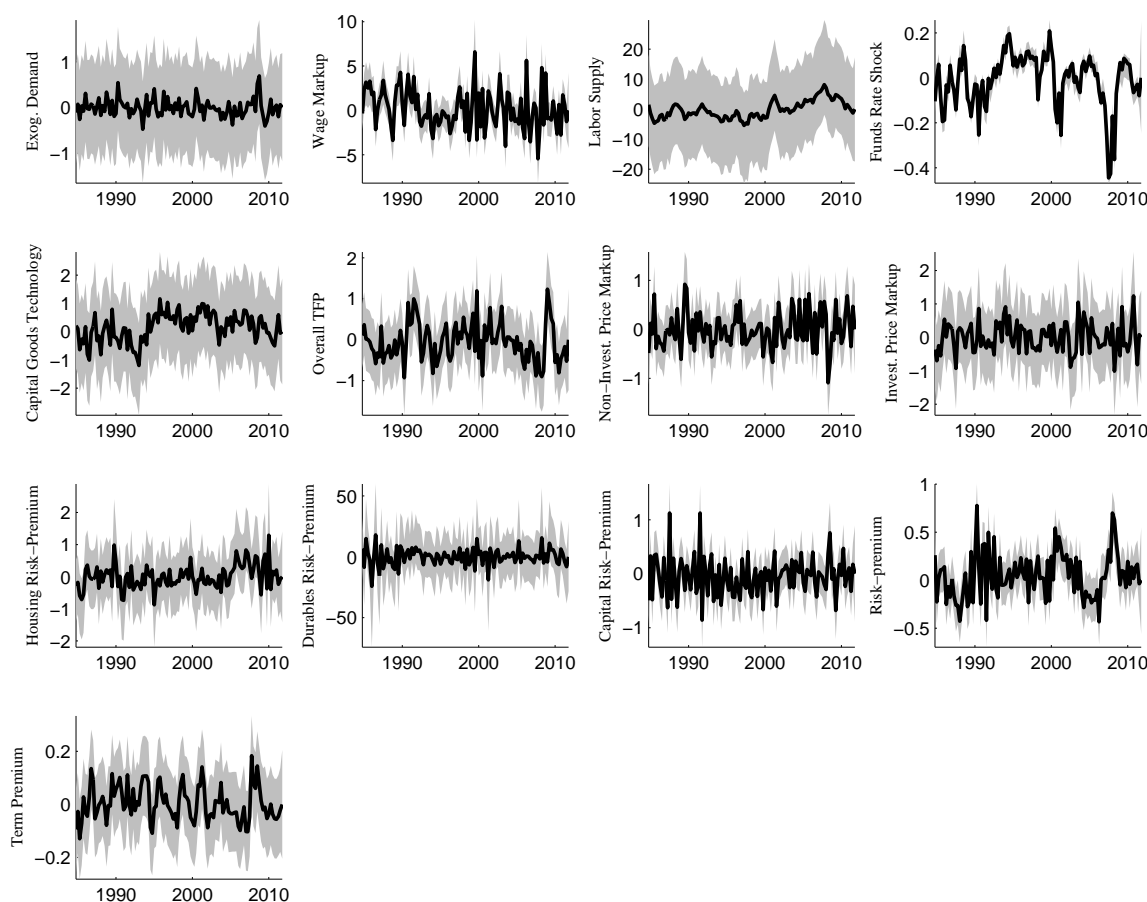 Exog. Demand
1
0
−1
1990 2000 2010
Wage Markup
10
5
0
−5
1990 2000 2010
Labor Supply
20
10
0
−10
−20
1990 2000 2010
Funds Rate Shock
0.2
0
−0.2
−0.4
1990 2000 2010
Capital Goods Technology
2
1
0
−1
−2
1990 2000 2010
Overall TFP
2
1
0
−1
1990 2000 2010
Non−Invest. Price Markup
1
0
−1
1990 2000 2010
Invest. Price Markup
2
1
0
−1
−2
1990 2000 2010
Housing Risk−Premium
2
1
0
−1
−2
1990 2000 2010
Durables Risk−Premium
50
0
−50
1990 2000 2010
Capital Risk−Premium
1
0
−1
1990 2000 2010
Risk−premium
1
0.5
0
−0.5
1990 2000 2010
Term Premium
0.2
0
−0.2
1990 2000 2010